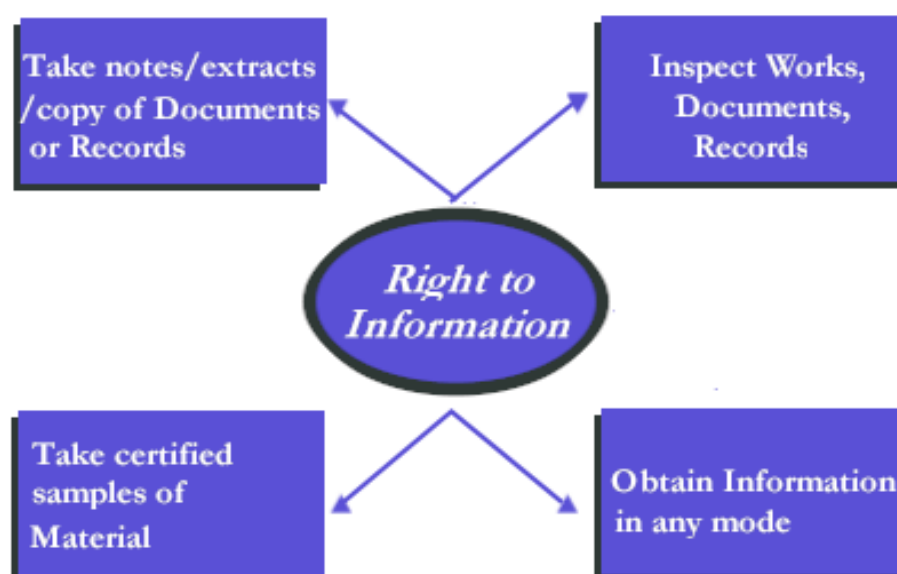 Take notes/extracts
/copy of Documents
or Records
Inspect Works,
Documents,
Records
Right to
Information
Take certified
samples of
Material
Obtain Information
in any mode